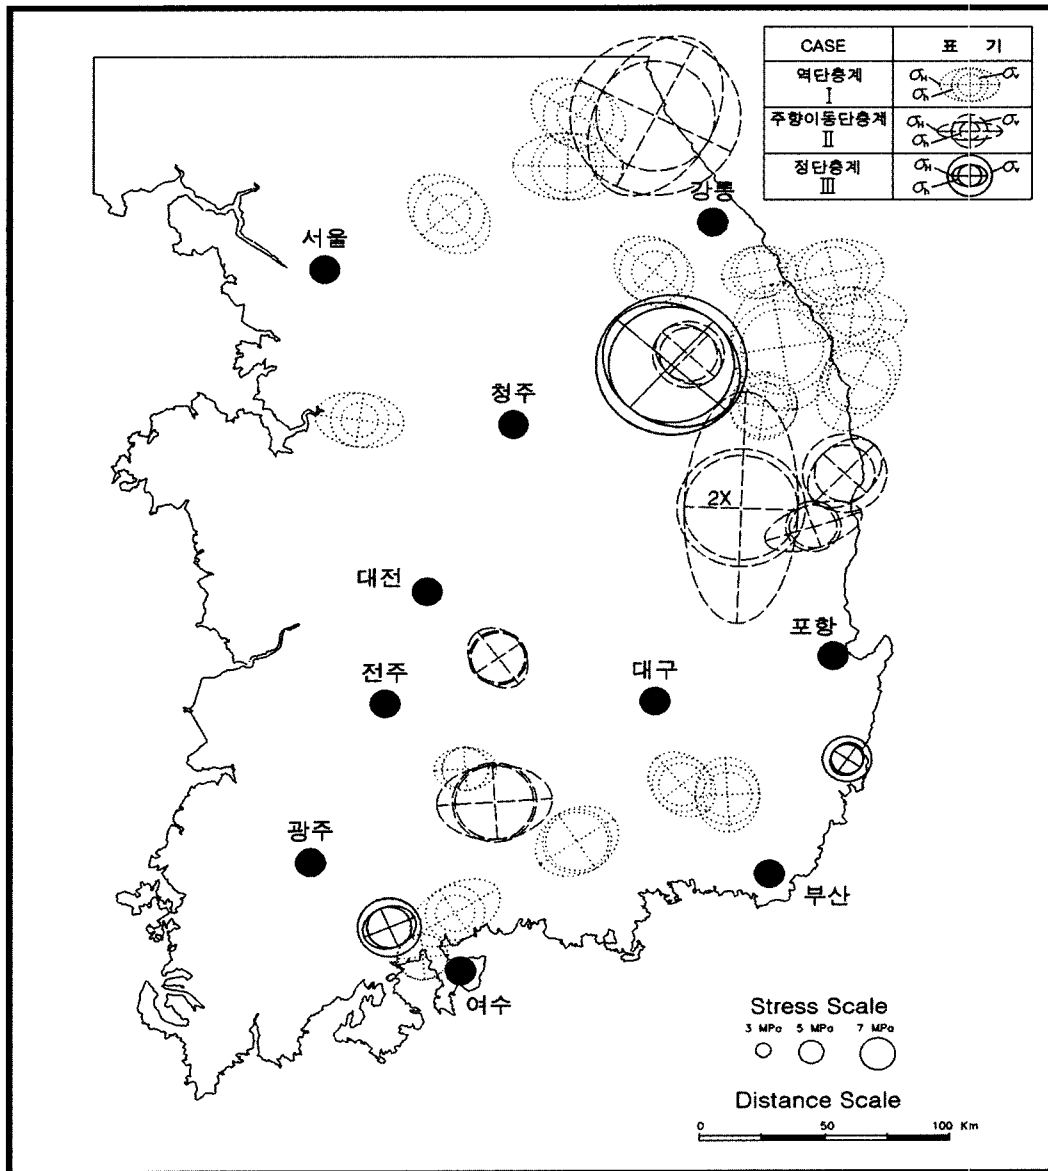 CASE 표 기
역단층계
I
σH σh σv
주향이동단층계
II
σH σh σv
정단층계
III
σH σh σv
강릉
서울
청주
2X
대전
포항
전주
대구
광주
부산
여수
Stress Scale
3 MPa 5 MPa 7 MPa
Distance Scale
0 50 100 Km